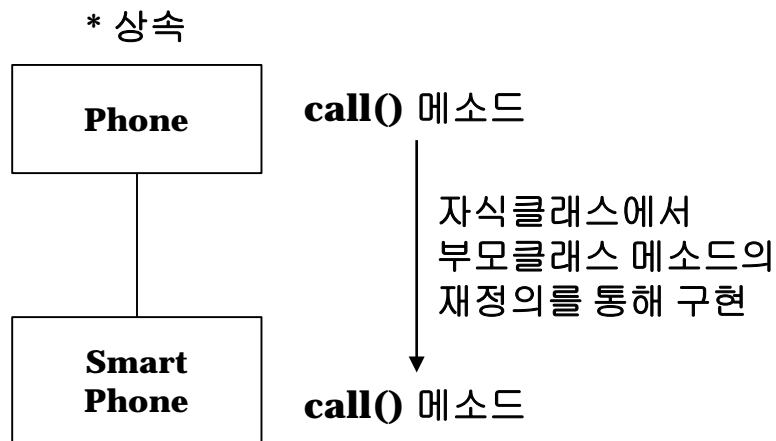 * 상속
Phone
call() 메소드
자식클래스에서
부모클래스 메소드의
재정의를 통해 구현
Smart
Phone
call() 메소드